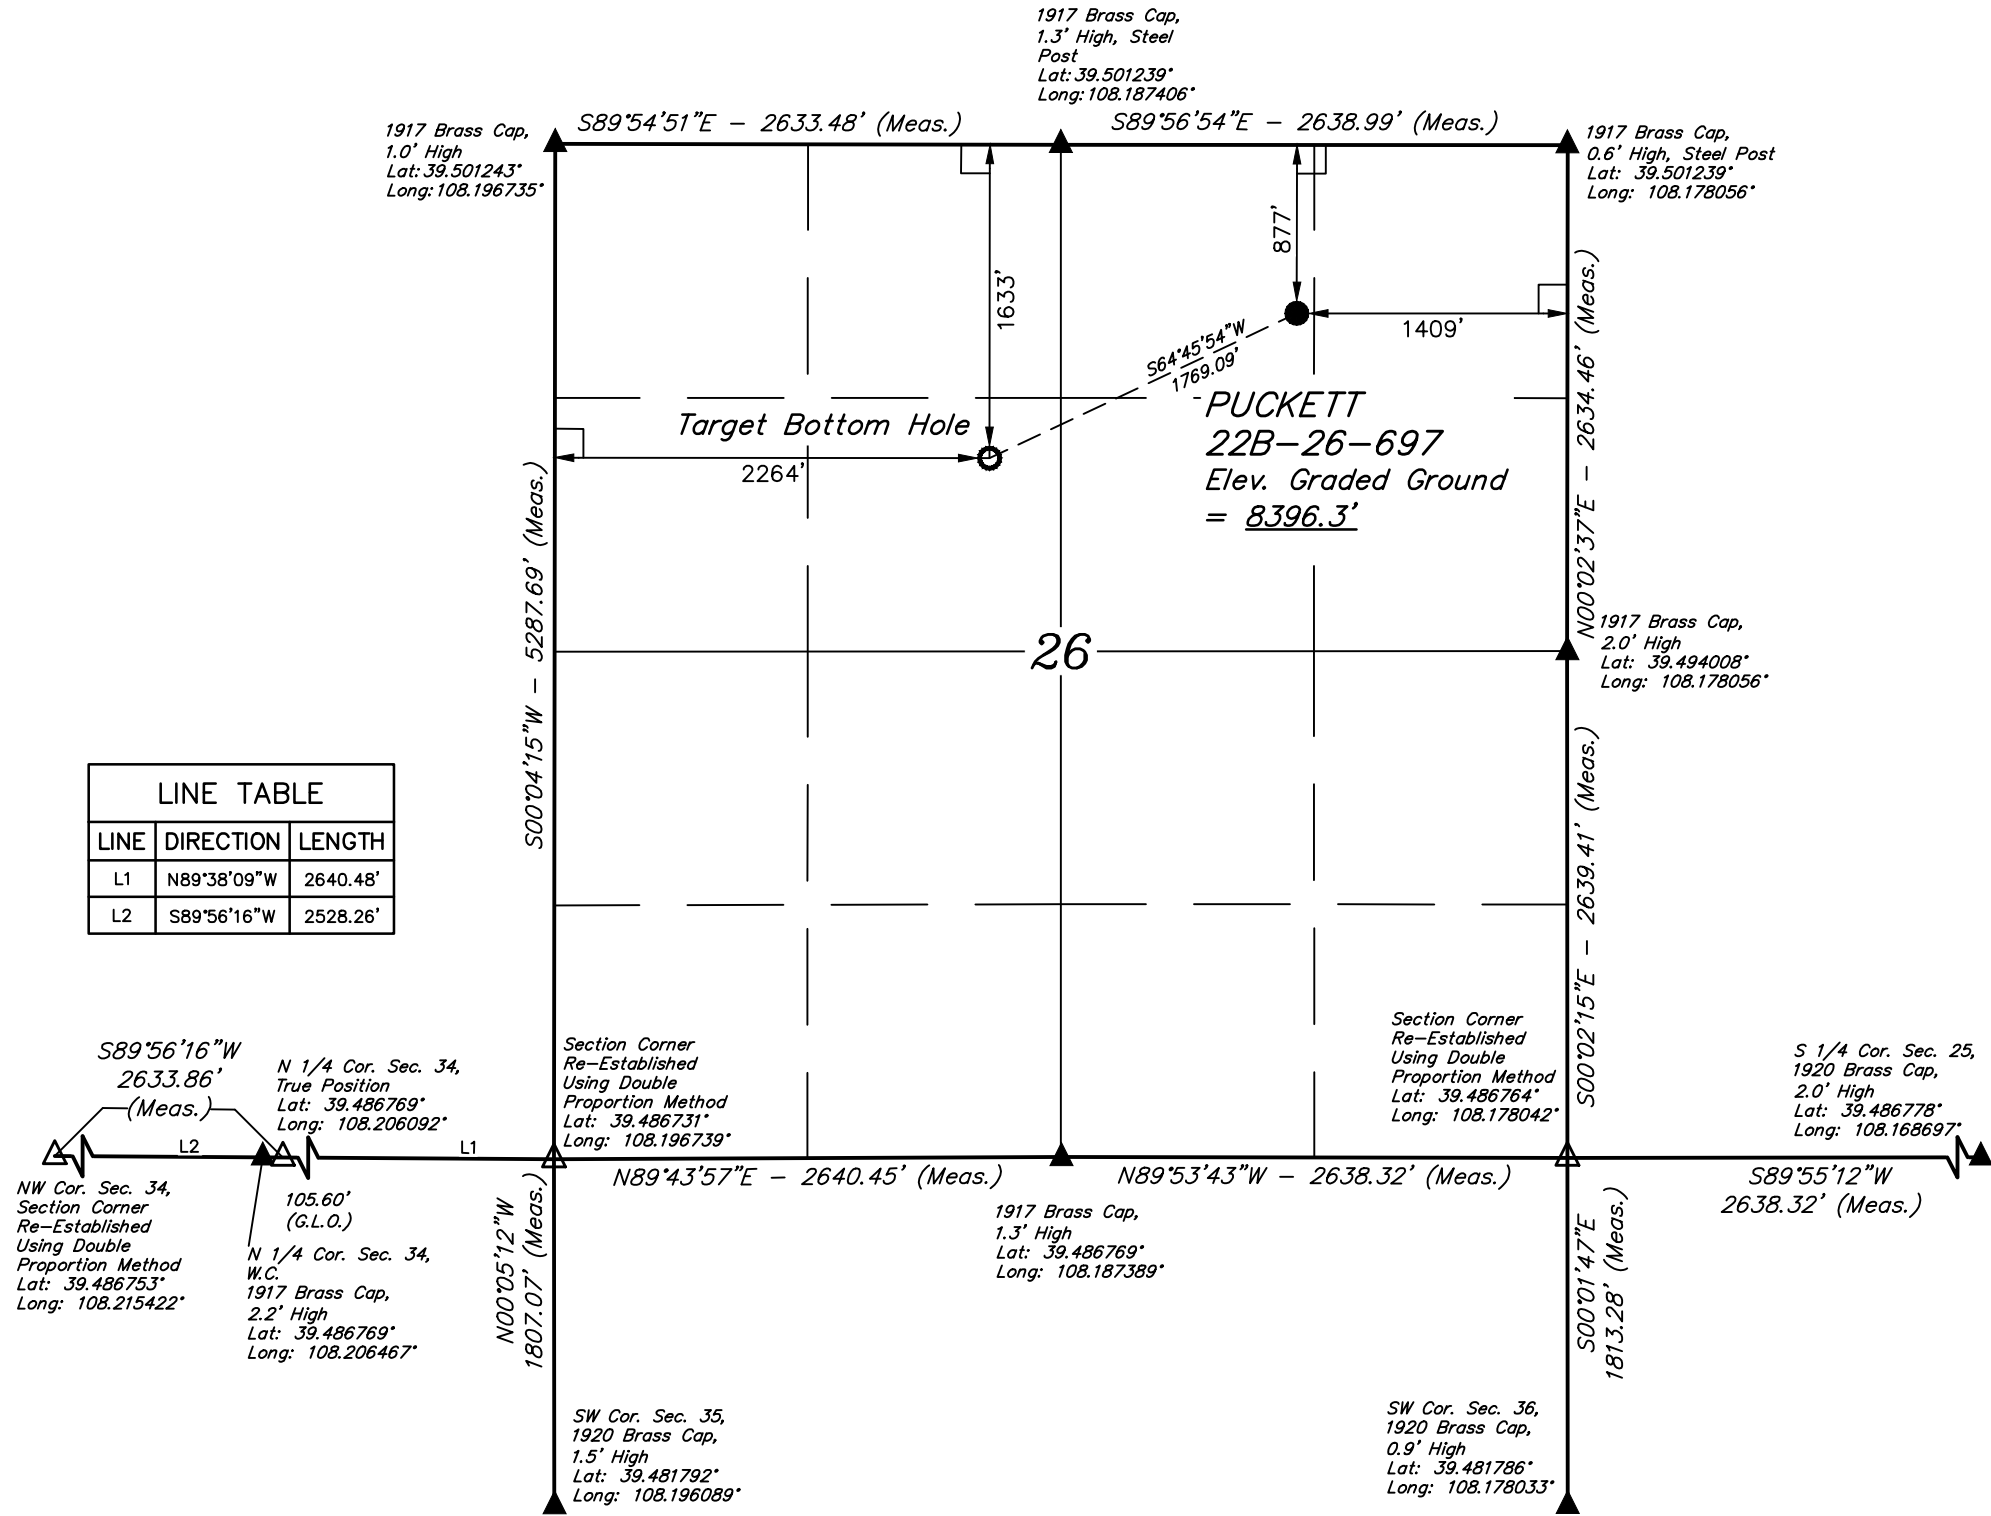 1917 Brass Cap,
1.3' High, Steel
Post
Lat: 39.501239°
Long: 108.187406°
S89°54'51"E - 2633.48' (Meas.)
S89°56'54"E - 2638.99' (Meas.)
1917 Brass Cap,
1.0' High
Lat: 39.501243°
Long: 108.196735°
1917 Brass Cap,
0.6' High, Steel Post
Lat: 39.501239°
Long: 108.178056°
877'
1633'
1409'
S64°45'54"W
1769.09'
N00°02'37"E - 2634.46' (Meas.)
PUCKETT
22B-26-697
Elev. Graded Ground
= 8396.3'
Target Bottom Hole
2264'
S00°04'15"W - 5287.69' (Meas.)
26
1917 Brass Cap,
2.0' High
Lat: 39.494008°
Long: 108.178056°
S00°02'15"E - 2639.41' (Meas.)
LINE TABLE
LINE DIRECTION LENGTH
L1 N89°38'09"W 2640.48'
L2 S89°56'16"W 2528.26'
S89°56'16"W
2633.86'
(Meas.)
N 1/4 Cor. Sec. 34,
True Position
Lat: 39.486769°
Long: 108.206092°
Section Corner
Re-Established
Using Double
Proportion Method
Lat: 39.486731°
Long: 108.196739°
Section Corner
Re-Established
Using Double
Proportion Method
Lat: 39.486764°
Long: 108.178042°
S 1/4 Cor. Sec. 25,
1920 Brass Cap,
2.0' High
Lat: 39.486778°
Long: 108.168697°
L2
L1
N89°43'57"E - 2640.45' (Meas.)
N89°53'43"W - 2638.32' (Meas.)
S89°55'12"W
2638.32' (Meas.)
NW Cor. Sec. 34,
Section Corner
Re-Established
Using Double
Proportion Method
Lat: 39.486753°
Long: 108.215422°
105.60'
(G.L.O.)
N 1/4 Cor. Sec. 34,
W.C.
1917 Brass Cap,
2.2' High
Lat: 39.486769°
Long: 108.206467°
N00°05'12"W
1807.07' (Meas.)
1917 Brass Cap,
1.3' High
Lat: 39.486769°
Long: 108.187389°
S00°01'47"E
1813.28' (Meas.)
SW Cor. Sec. 35,
1920 Brass Cap,
1.5' High
Lat: 39.481792°
Long: 108.196089°
SW Cor. Sec. 36,
1920 Brass Cap,
0.9' High
Lat: 39.481786°
Long: 108.178033°